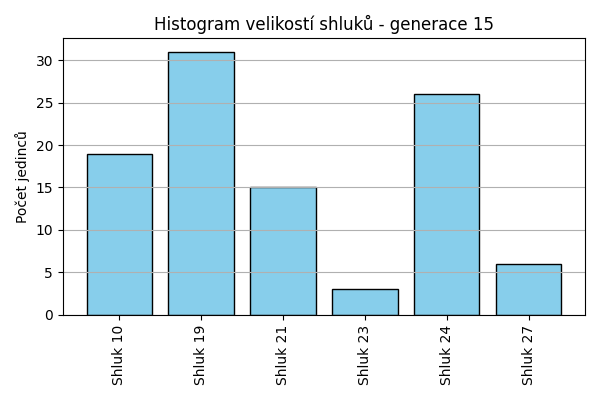 Histogram velikostí shluků - generace 15
Počet jedinců
30
25
20
15
10
5
0
Shluk 10
Shluk 19
Shluk 21
Shluk 23
Shluk 24
Shluk 27